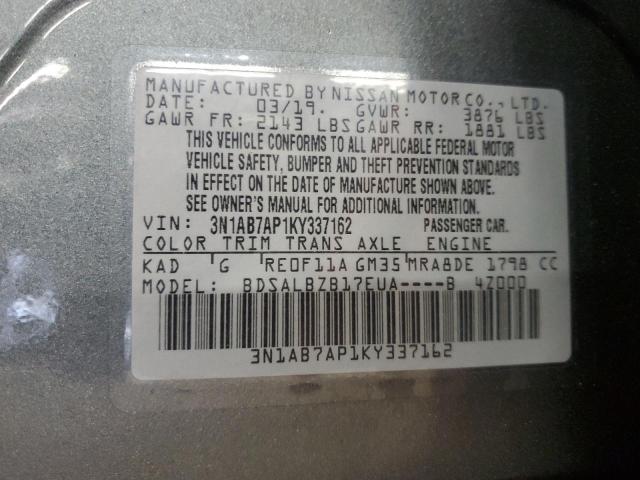 MANUFACTURED BY NISSAN MOTOR CO., LTD.
DATE: 03/19. GVWR: 3876 LBS
GAWR FR: 2143 LBS GAWR RR: 1881 LBS
THIS VEHICLE CONFORMS TO ALL APPLICABLE FEDERAL MOTOR
VEHICLE SAFETY, BUMPER AND THEFT PREVENTION STANDARDS
IN EFFECT ON THE DATE OF MANUFACTURE SHOWN ABOVE.
SEE OWNER'S MANUAL FOR ADDITIONAL INFORMATION.
VIN: 3N1AB7AP1KY337162 PASSENGER CAR.
COLOR TRIM TRANS AXLE ENGINE
KAD G RE0F11A GM35 MRA8DE 1798 CC
MODEL: BDSALBZB17EUA----B 4Z000
3N1AB7AP1KY337162